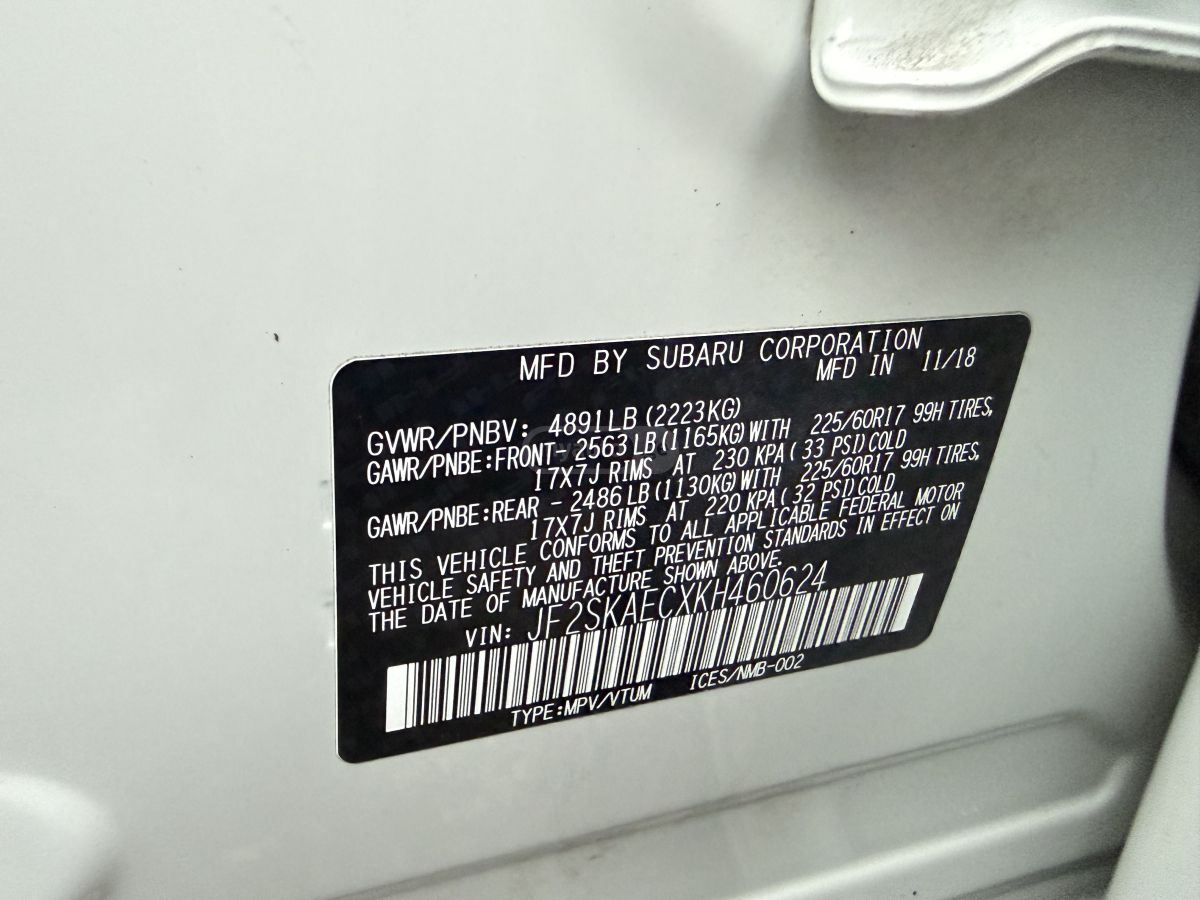 MFD BY SUBARU CORPORATION
MFD IN 11/18
GVWR/PNBV: 4891LB (2223KG)
GAWR/PNBE:FRONT- 2563LB(1165KG)WITH 225/60R17 99H TIRES,
17X7J RIMS AT 230 KPA( 33 PSI)COLD
GAWR/PNBE:REAR - 2486LB(1130KG)WITH 225/60R17 99H TIRES,
17X7J RIMS AT 220 KPA( 32 PSI)COLD
THIS VEHICLE CONFORMS TO ALL APPLICABLE FEDERAL MOTOR
VEHICLE SAFETY AND THEFT PREVENTION STANDARDS IN EFFECT ON
THE DATE OF MANUFACTURE SHOWN ABOVE.
VIN: JF2SKAECXKH460624
TYPE:MPV/VTUM ICES/NMB-002